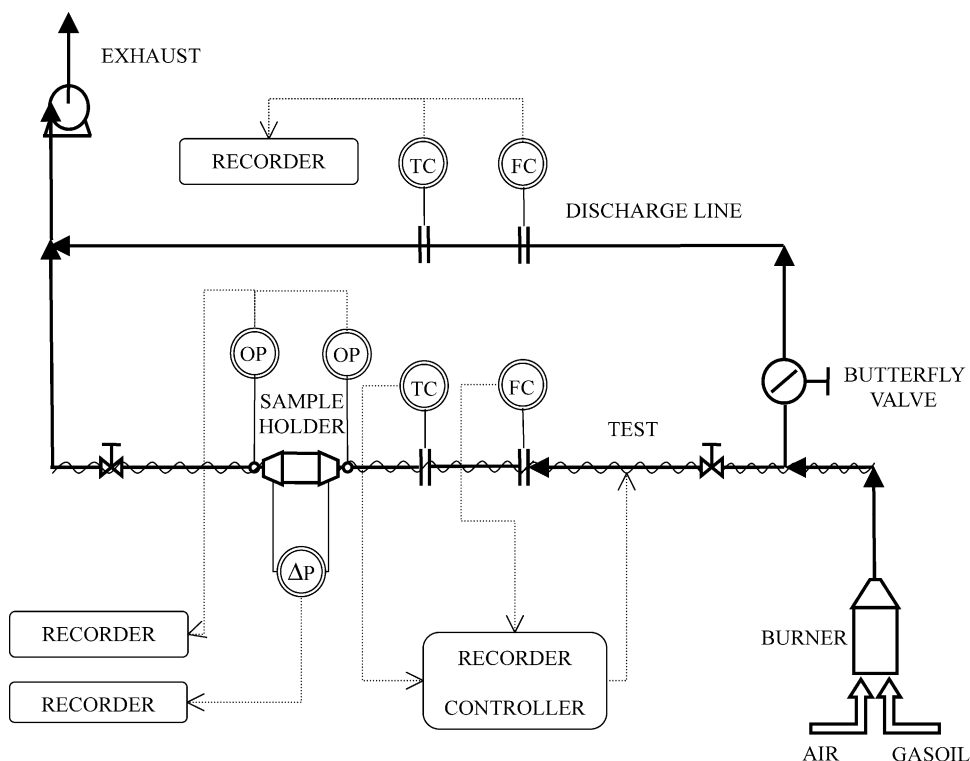 EXHAUST
RECORDER
TC
FC
DISCHARGE LINE
OP
OP
TC
FC
BUTTERFLY
VALVE
SAMPLE
HOLDER
TEST
ΔP
RECORDER
RECORDER
RECORDER
CONTROLLER
BURNER
AIR
GASOIL